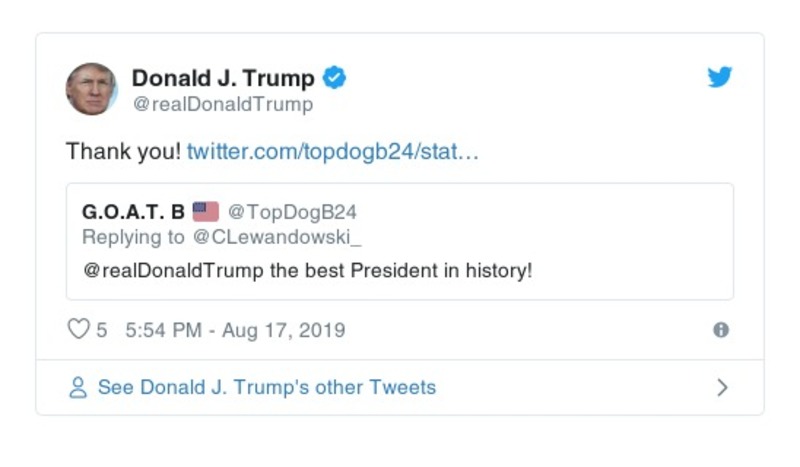 Donald J. Trump
@realDonaldTrump
Thank you! twitter.com/topdogb24/stat…
G.O.A.T. B 🇺🇸 @TopDogB24
Replying to @CLewandowski_
@realDonaldTrump the best President in history!
5 5:54 PM - Aug 17, 2019
See Donald J. Trump's other Tweets